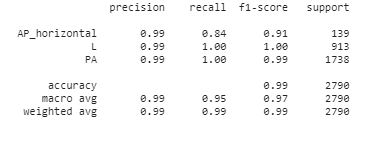 precision recall f1-score support
AP_horizontal 0.99 0.84 0.91 139
L 0.99 1.00 1.00 913
PA 0.99 1.00 0.99 1738
accuracy 0.99 2790
macro avg 0.99 0.95 0.97 2790
weighted avg 0.99 0.99 0.99 2790